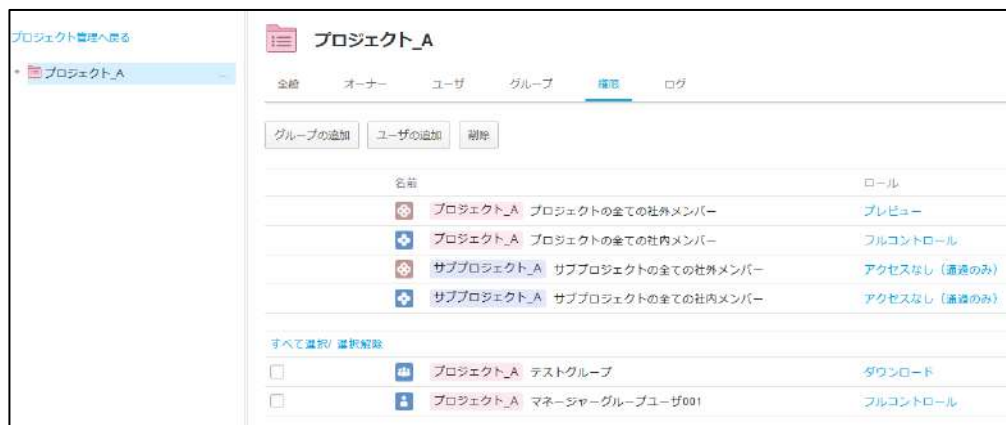 プロジェクト管理へ戻る
プロジェクト_A
プロジェクト_A
全般 オーナー ユーザ グループ 権限 ログ
グループの追加 ユーザの追加 削除
名前 ロール
プロジェクト_A プロジェクトの全ての社外メンバー プレビュー
プロジェクト_A プロジェクトの全ての社内メンバー フルコントロール
サブプロジェクト_A サブプロジェクトの全ての社外メンバー アクセスなし（通過のみ）
サブプロジェクト_A サブプロジェクトの全ての社内メンバー アクセスなし（通過のみ）
すべて選択/ 選択解除
プロジェクト_A テストグループ ダウンロード
プロジェクト_A マネージャーグループユーザ001 フルコントロール